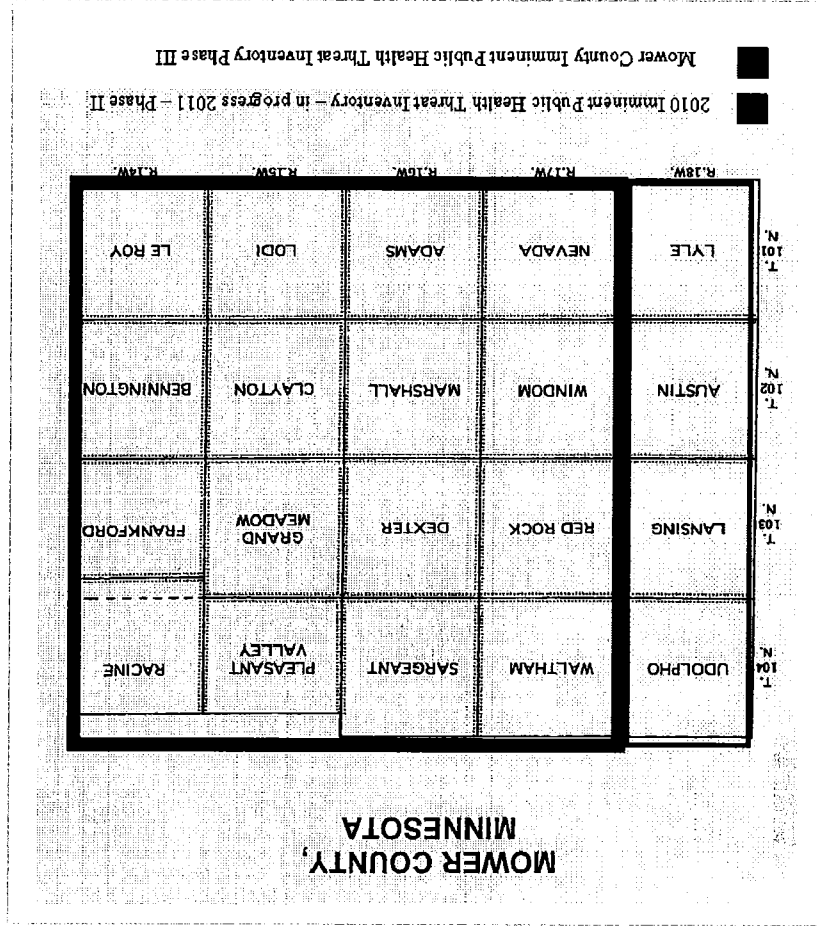 MOWER COUNTY,
MINNESOTA
T.
104
N.
UDOLPHO
WALTHAM
SARGEANT
PLEASANT
VALLEY
RACINE
T.
103
N.
LANSING
RED ROCK
DEXTER
GRAND
MEADOW
FRANKFORD
T.
102
N.
AUSTIN
WINDOM
MARSHALL
CLAYTON
BENNINGTON
T.
101
N.
LYLE
NEVADA
ADAMS
LODI
LE ROY
R.18W. R.17W. R.16W. R.15W. R.14W.
2010 Imminent Public Health Threat Inventory – in progress 2011 – Phase II
Mower County Imminent Public Health Threat Inventory Phase III